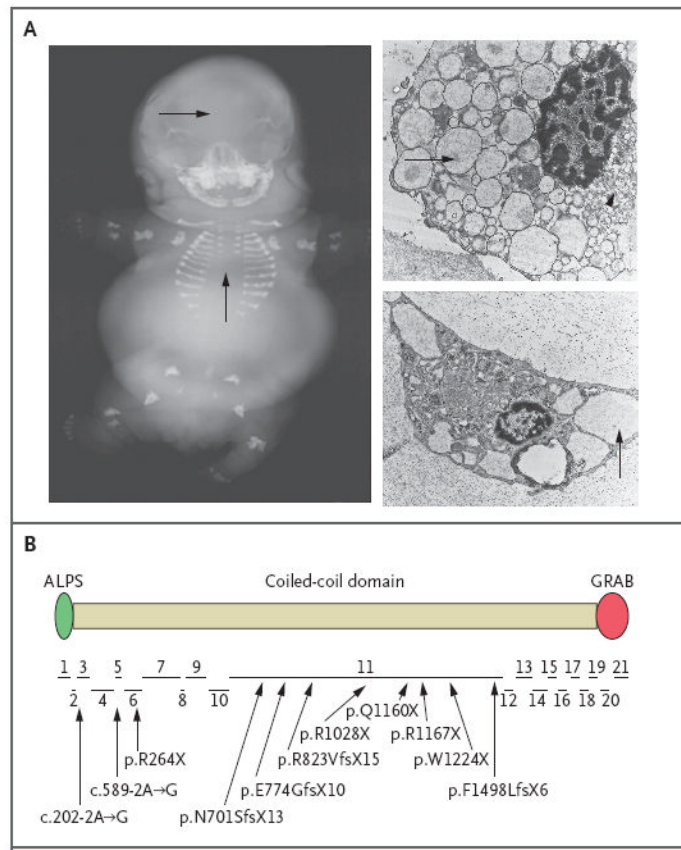 A
B
ALPS Coiled-coil domain GRAB
1 3 5 7 9 11 13 15 17 19 21
2 4 6 8 10 12 14 16 18 20
p.Q1160X
p.R1028X p.R1167X
p.R264X p.R823VfsX15 p.W1224X
c.589-2A→G p.E774GfsX10 p.F1498LfsX6
c.202-2A→G p.N701SfsX13